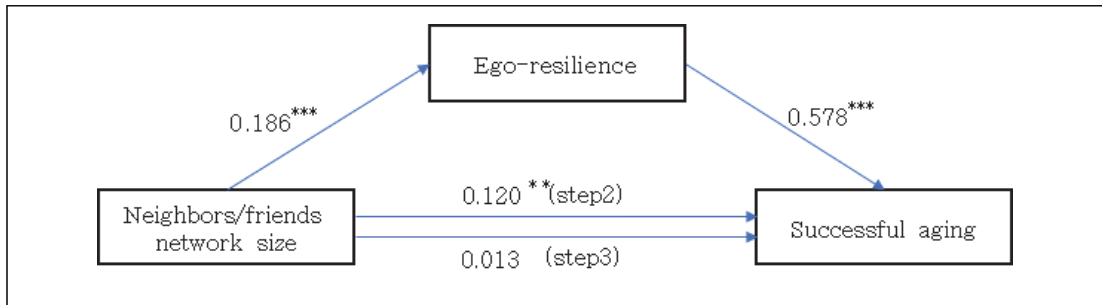 Ego-resilience
0.186***
0.578***
0.120 **(step2)
Neighbors/friends
network size
Successful aging
0.013 (step3)